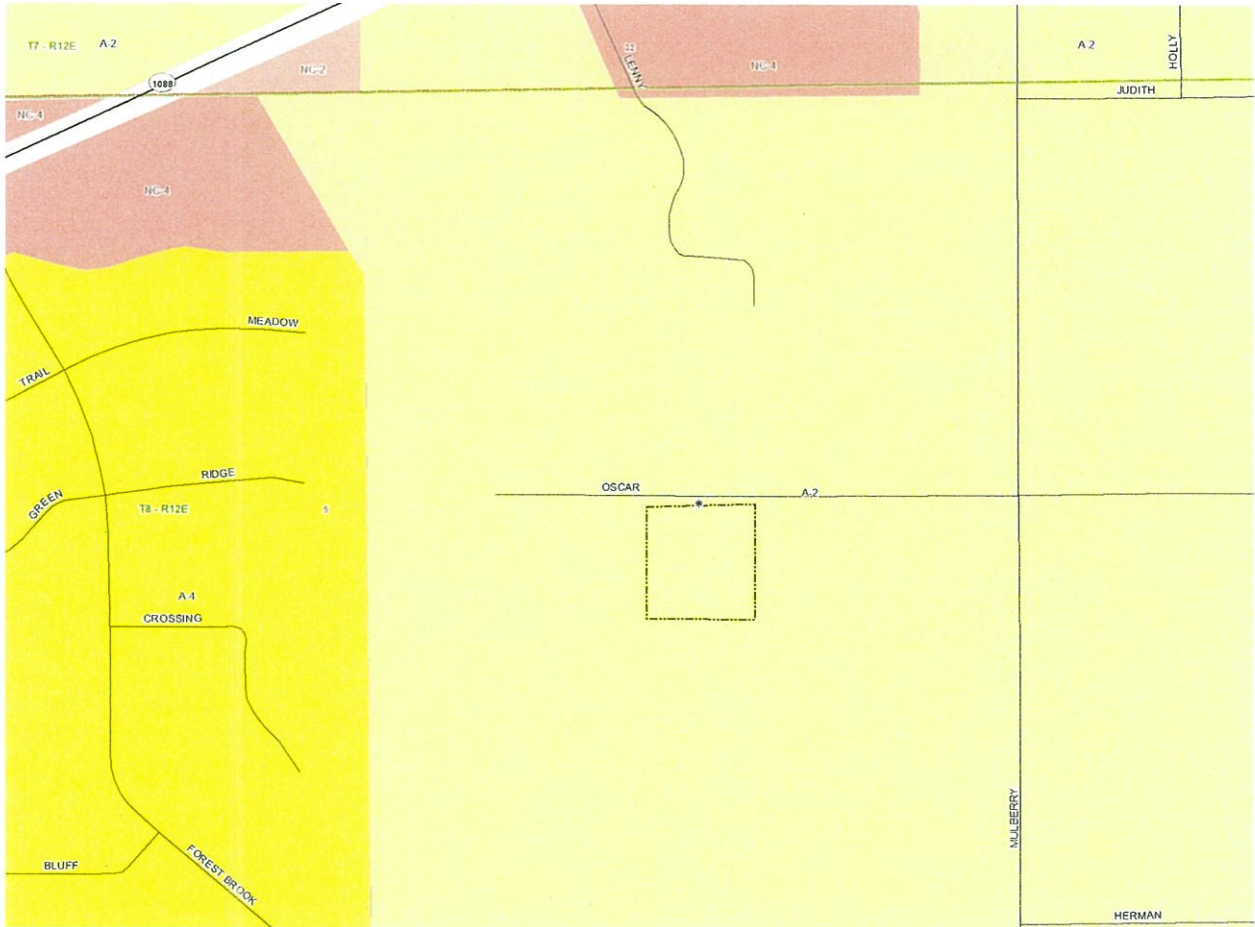 T7 - R12E
A-2
1088
NC-2
NC-4
NC-4
LENNY
NC-4
A-2
HOLLY
JUDITH
MEADOW
TRAIL
RIDGE
GREEN
T8 - R12E
OSCAR
A-2
*
A-4
CROSSING
MULBERRY
BLUFF
FOREST BROOK
HERMAN